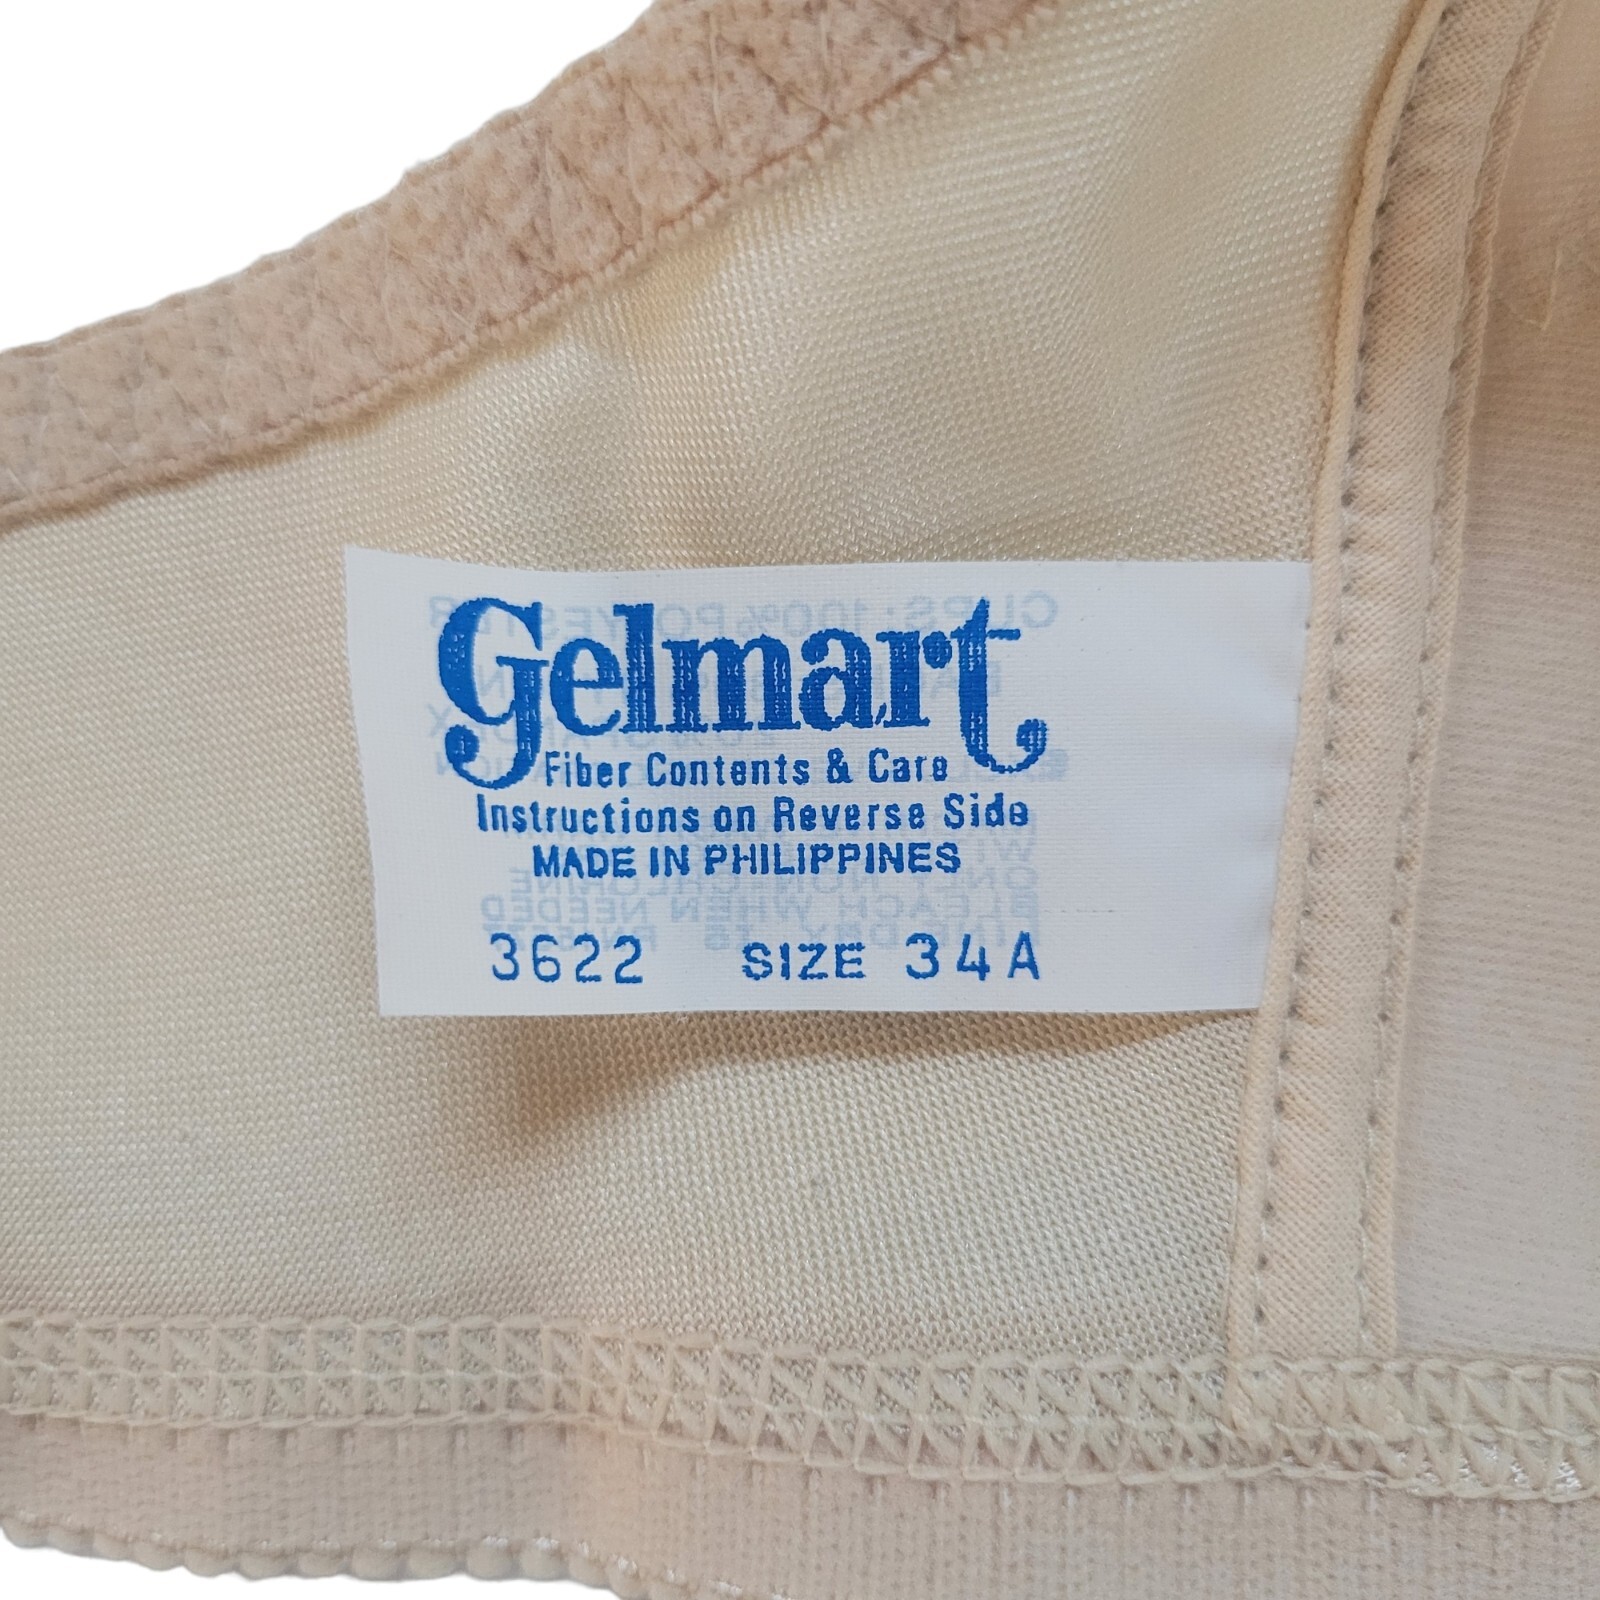 Gelmart
Fiber Contents & Care
Instructions on Reverse Side
MADE IN PHILIPPINES
3622 SIZE 34A